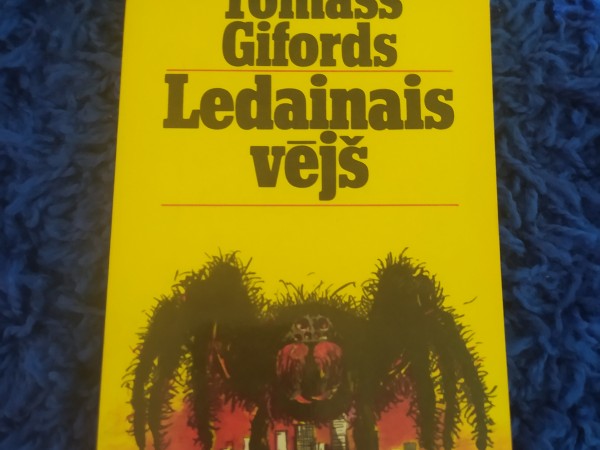 Tomass
Gifords
Ledainais
vējš